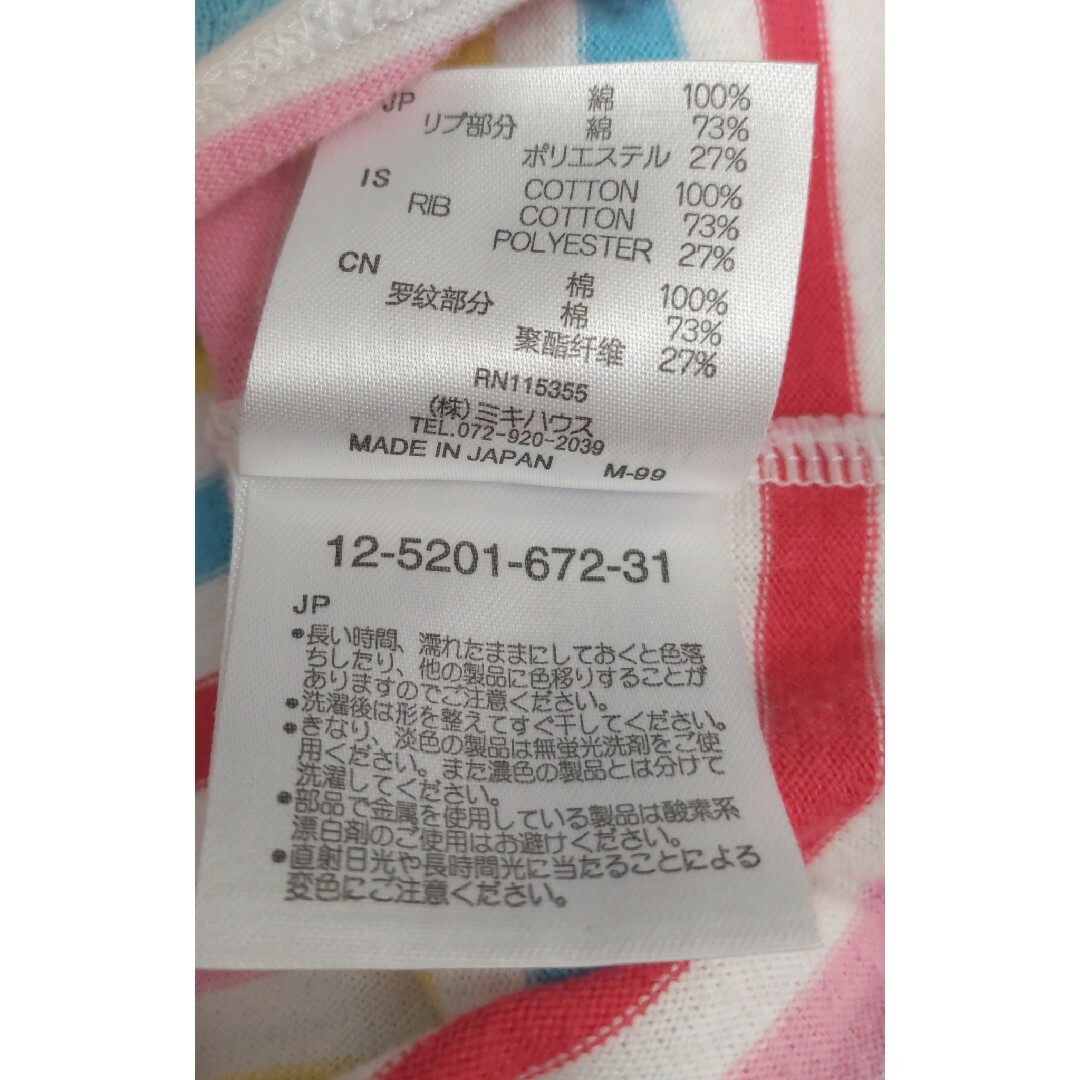 JP 綿 100%
リブ部分 綿 73%
ポリエステル 27%
IS COTTON 100%
RIB COTTON 73%
POLYESTER 27%
CN 棉 100%
罗纹部分 棉 73%
聚酯纤维 27%
RN115355
(株)ミキハウス
TEL.072-920-2039
MADE IN JAPAN M-99
12-5201-672-31
JP
●長い時間、濡れたままにしておくと色落
ちしたり、他の製品に色移りすることが
ありますのでご注意ください。
●洗濯後は形を整えてすぐ干してください。
●きなり、淡色の製品は無蛍光洗剤をご使
用ください。また濃色の製品とは分けて
洗濯してください。
●部品で金属を使用している製品は酸素系
漂白剤のご使用はお避けください。
●直射日光や長時間光に当たることによる
変色にご注意ください。